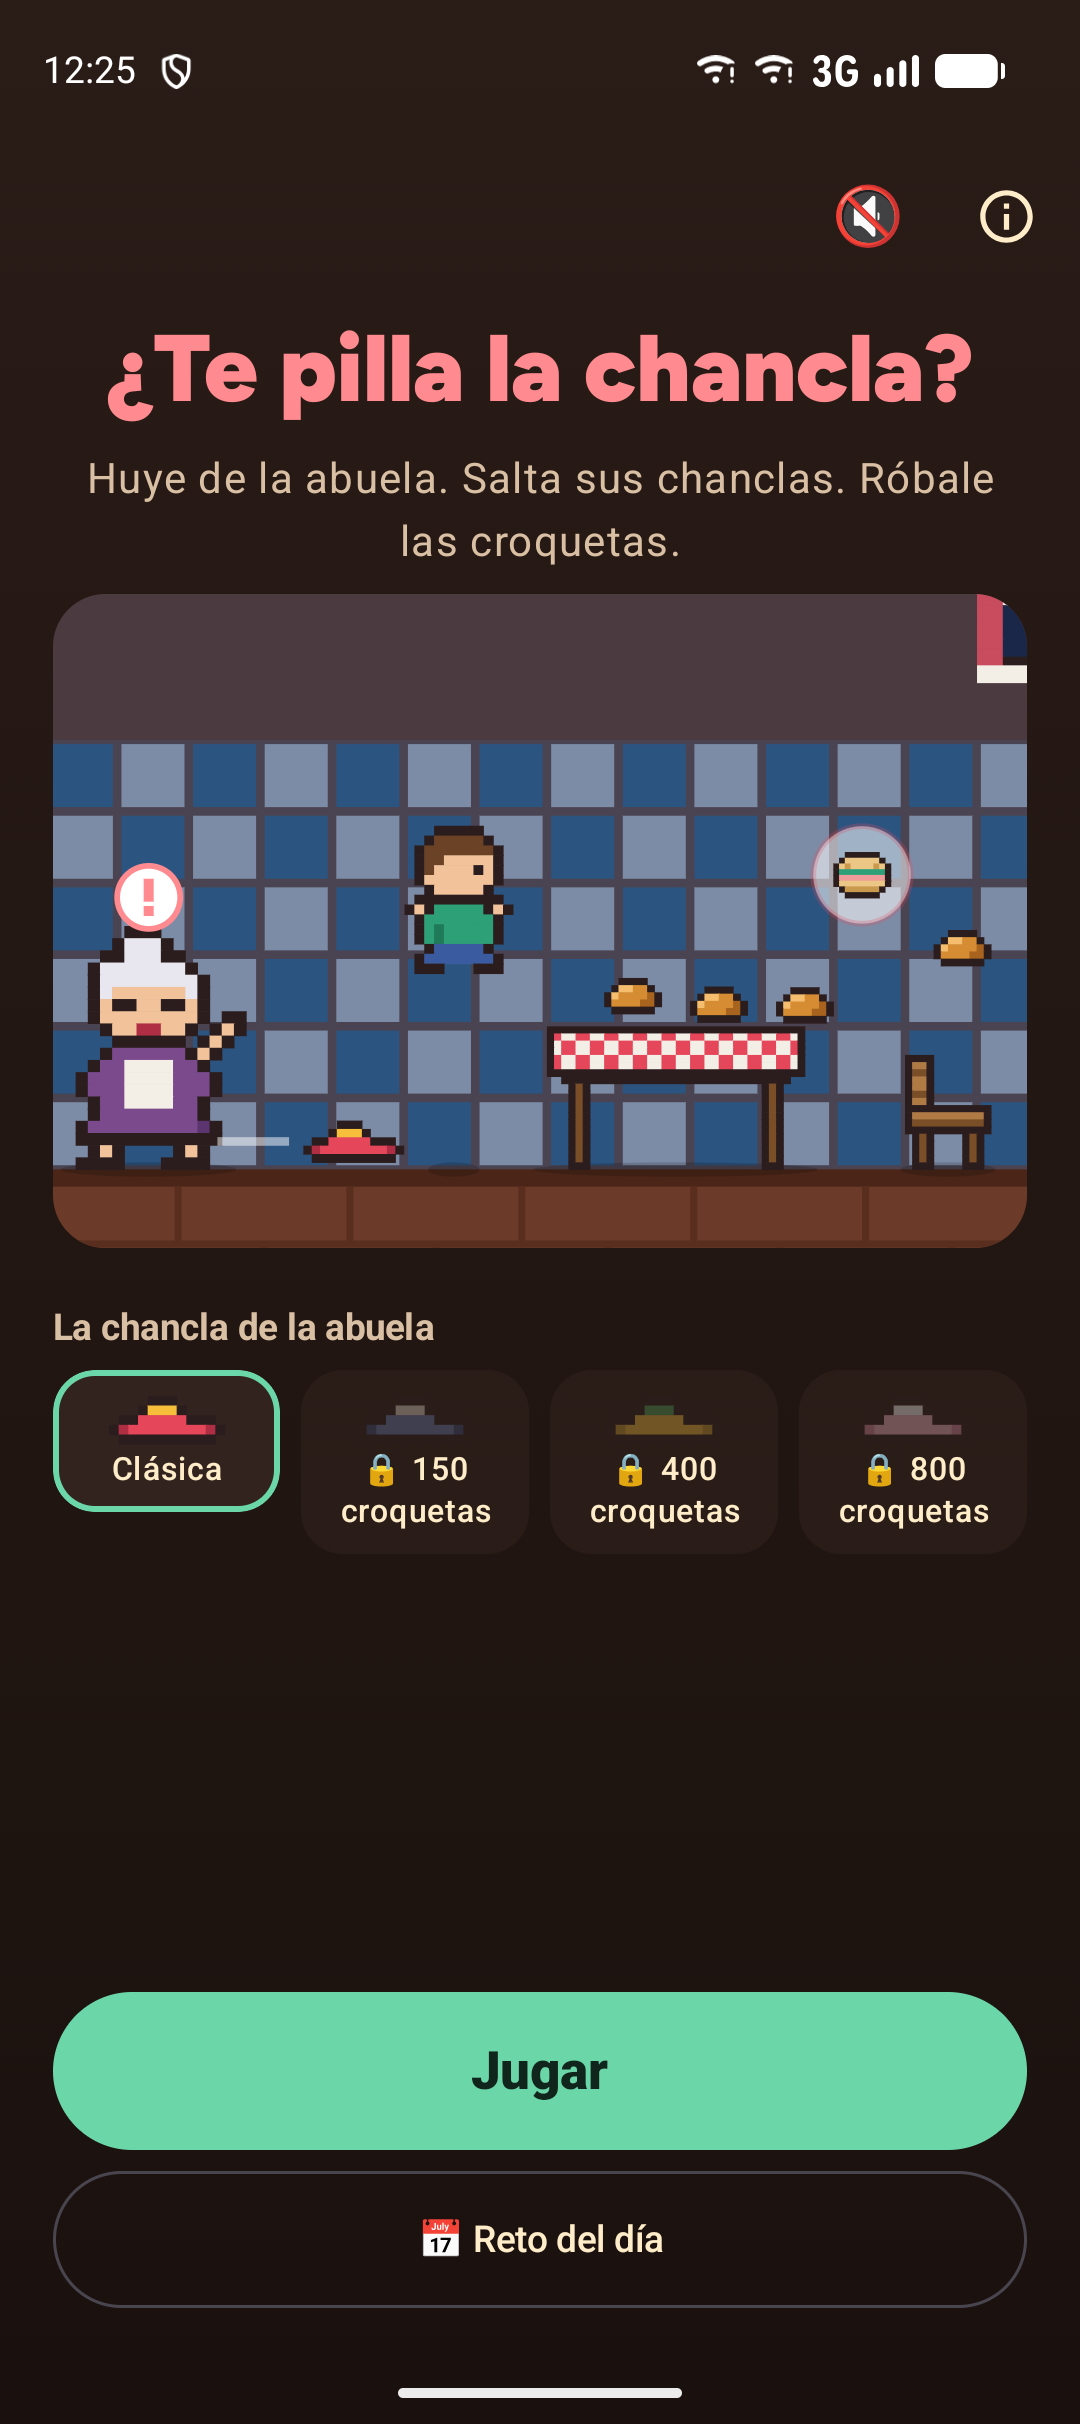 12:25
3G
¿Te pilla la chancla?
Huye de la abuela. Salta sus chanclas. Róbale
las croquetas.
!
La chancla de la abuela
Clásica
🔒 150
croquetas
🔒 400
croquetas
🔒 800
croquetas
Jugar
📅 Reto del día